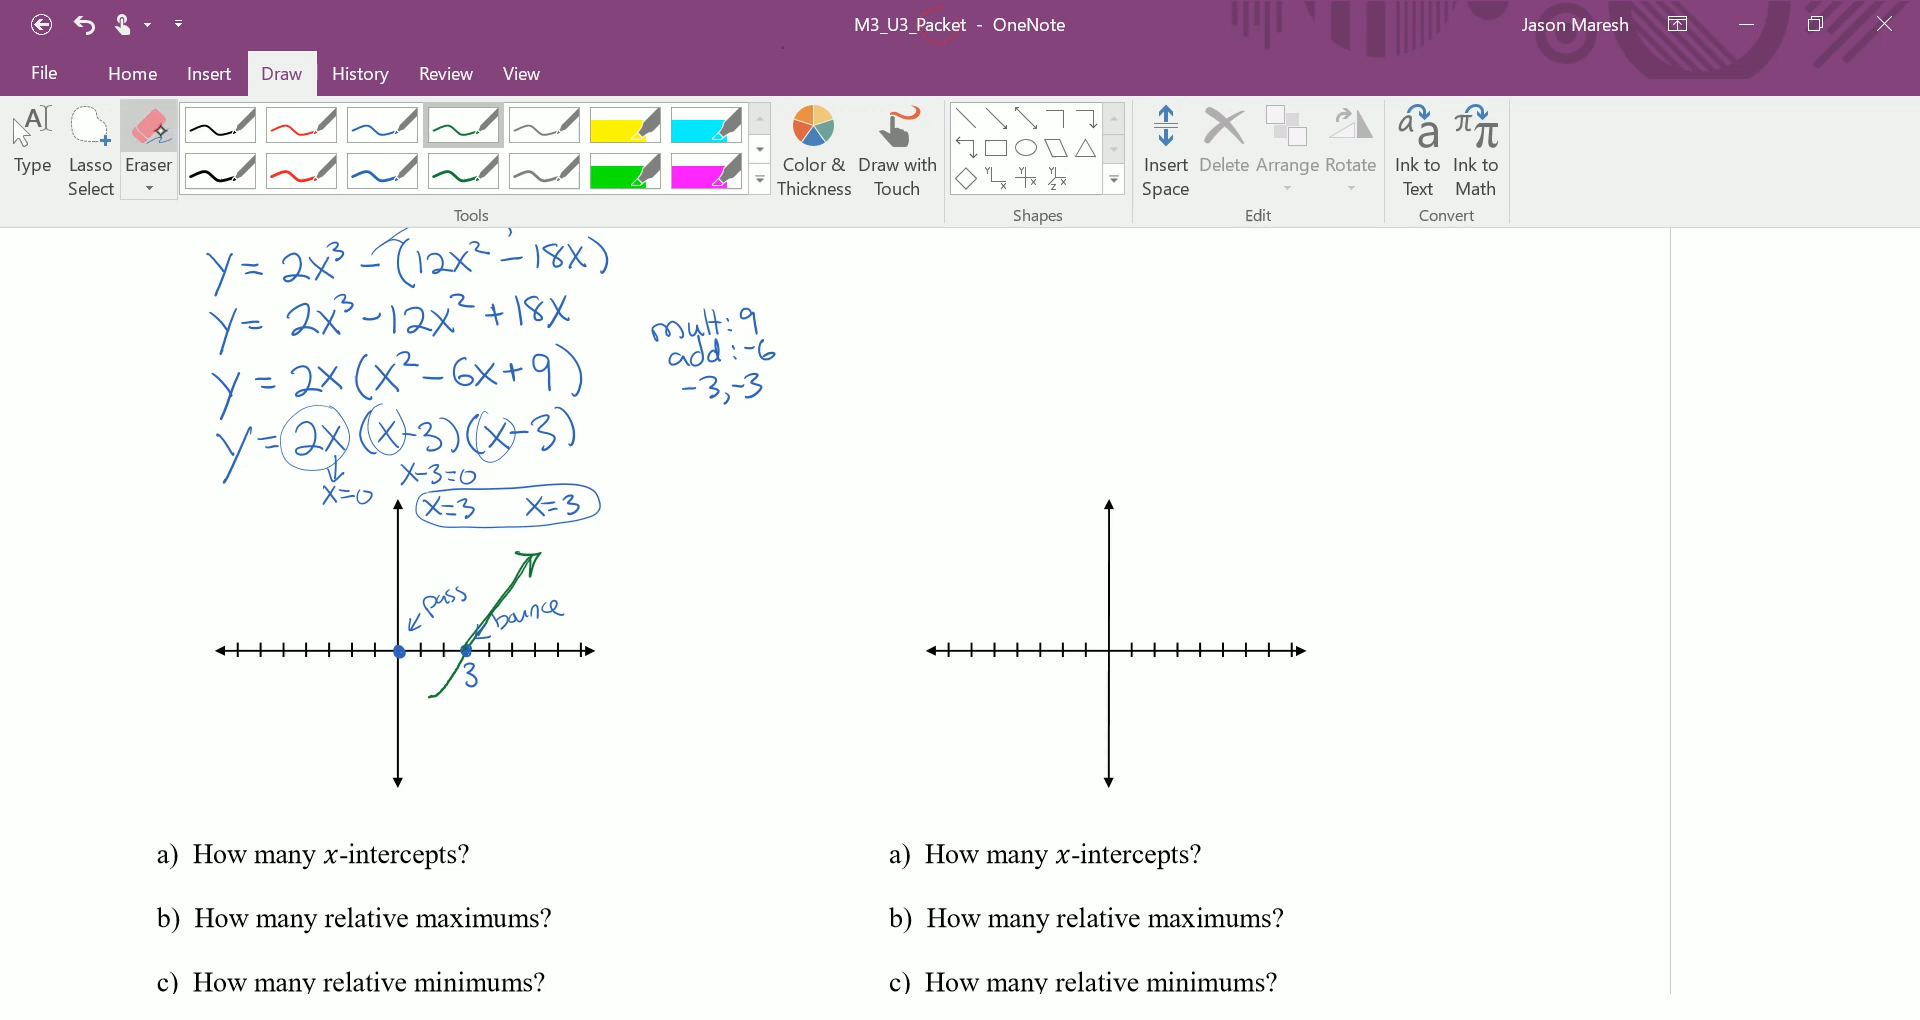 M3_U3_Packet - OneNote
Jason Maresh
File Home Insert Draw History Review View
Type
Lasso Select
Eraser
Color & Thickness
Draw with Touch
Insert Space
Delete
Arrange
Rotate
Ink to Text
Ink to Math
Tools
Shapes
Edit
Convert
y = 2x³ - (12x² - 18x)
y = 2x³ - 12x² + 18x
y = 2x (x² - 6x + 9)
y = 2x (x-3)(x-3)
mult: 9
add: -6
-3, -3
x=0
x-3=0
x=3 x=3
pass
bounce
3
a) How many x-intercepts?
b) How many relative maximums?
c) How many relative minimums?
a) How many x-intercepts?
b) How many relative maximums?
c) How many relative minimums?